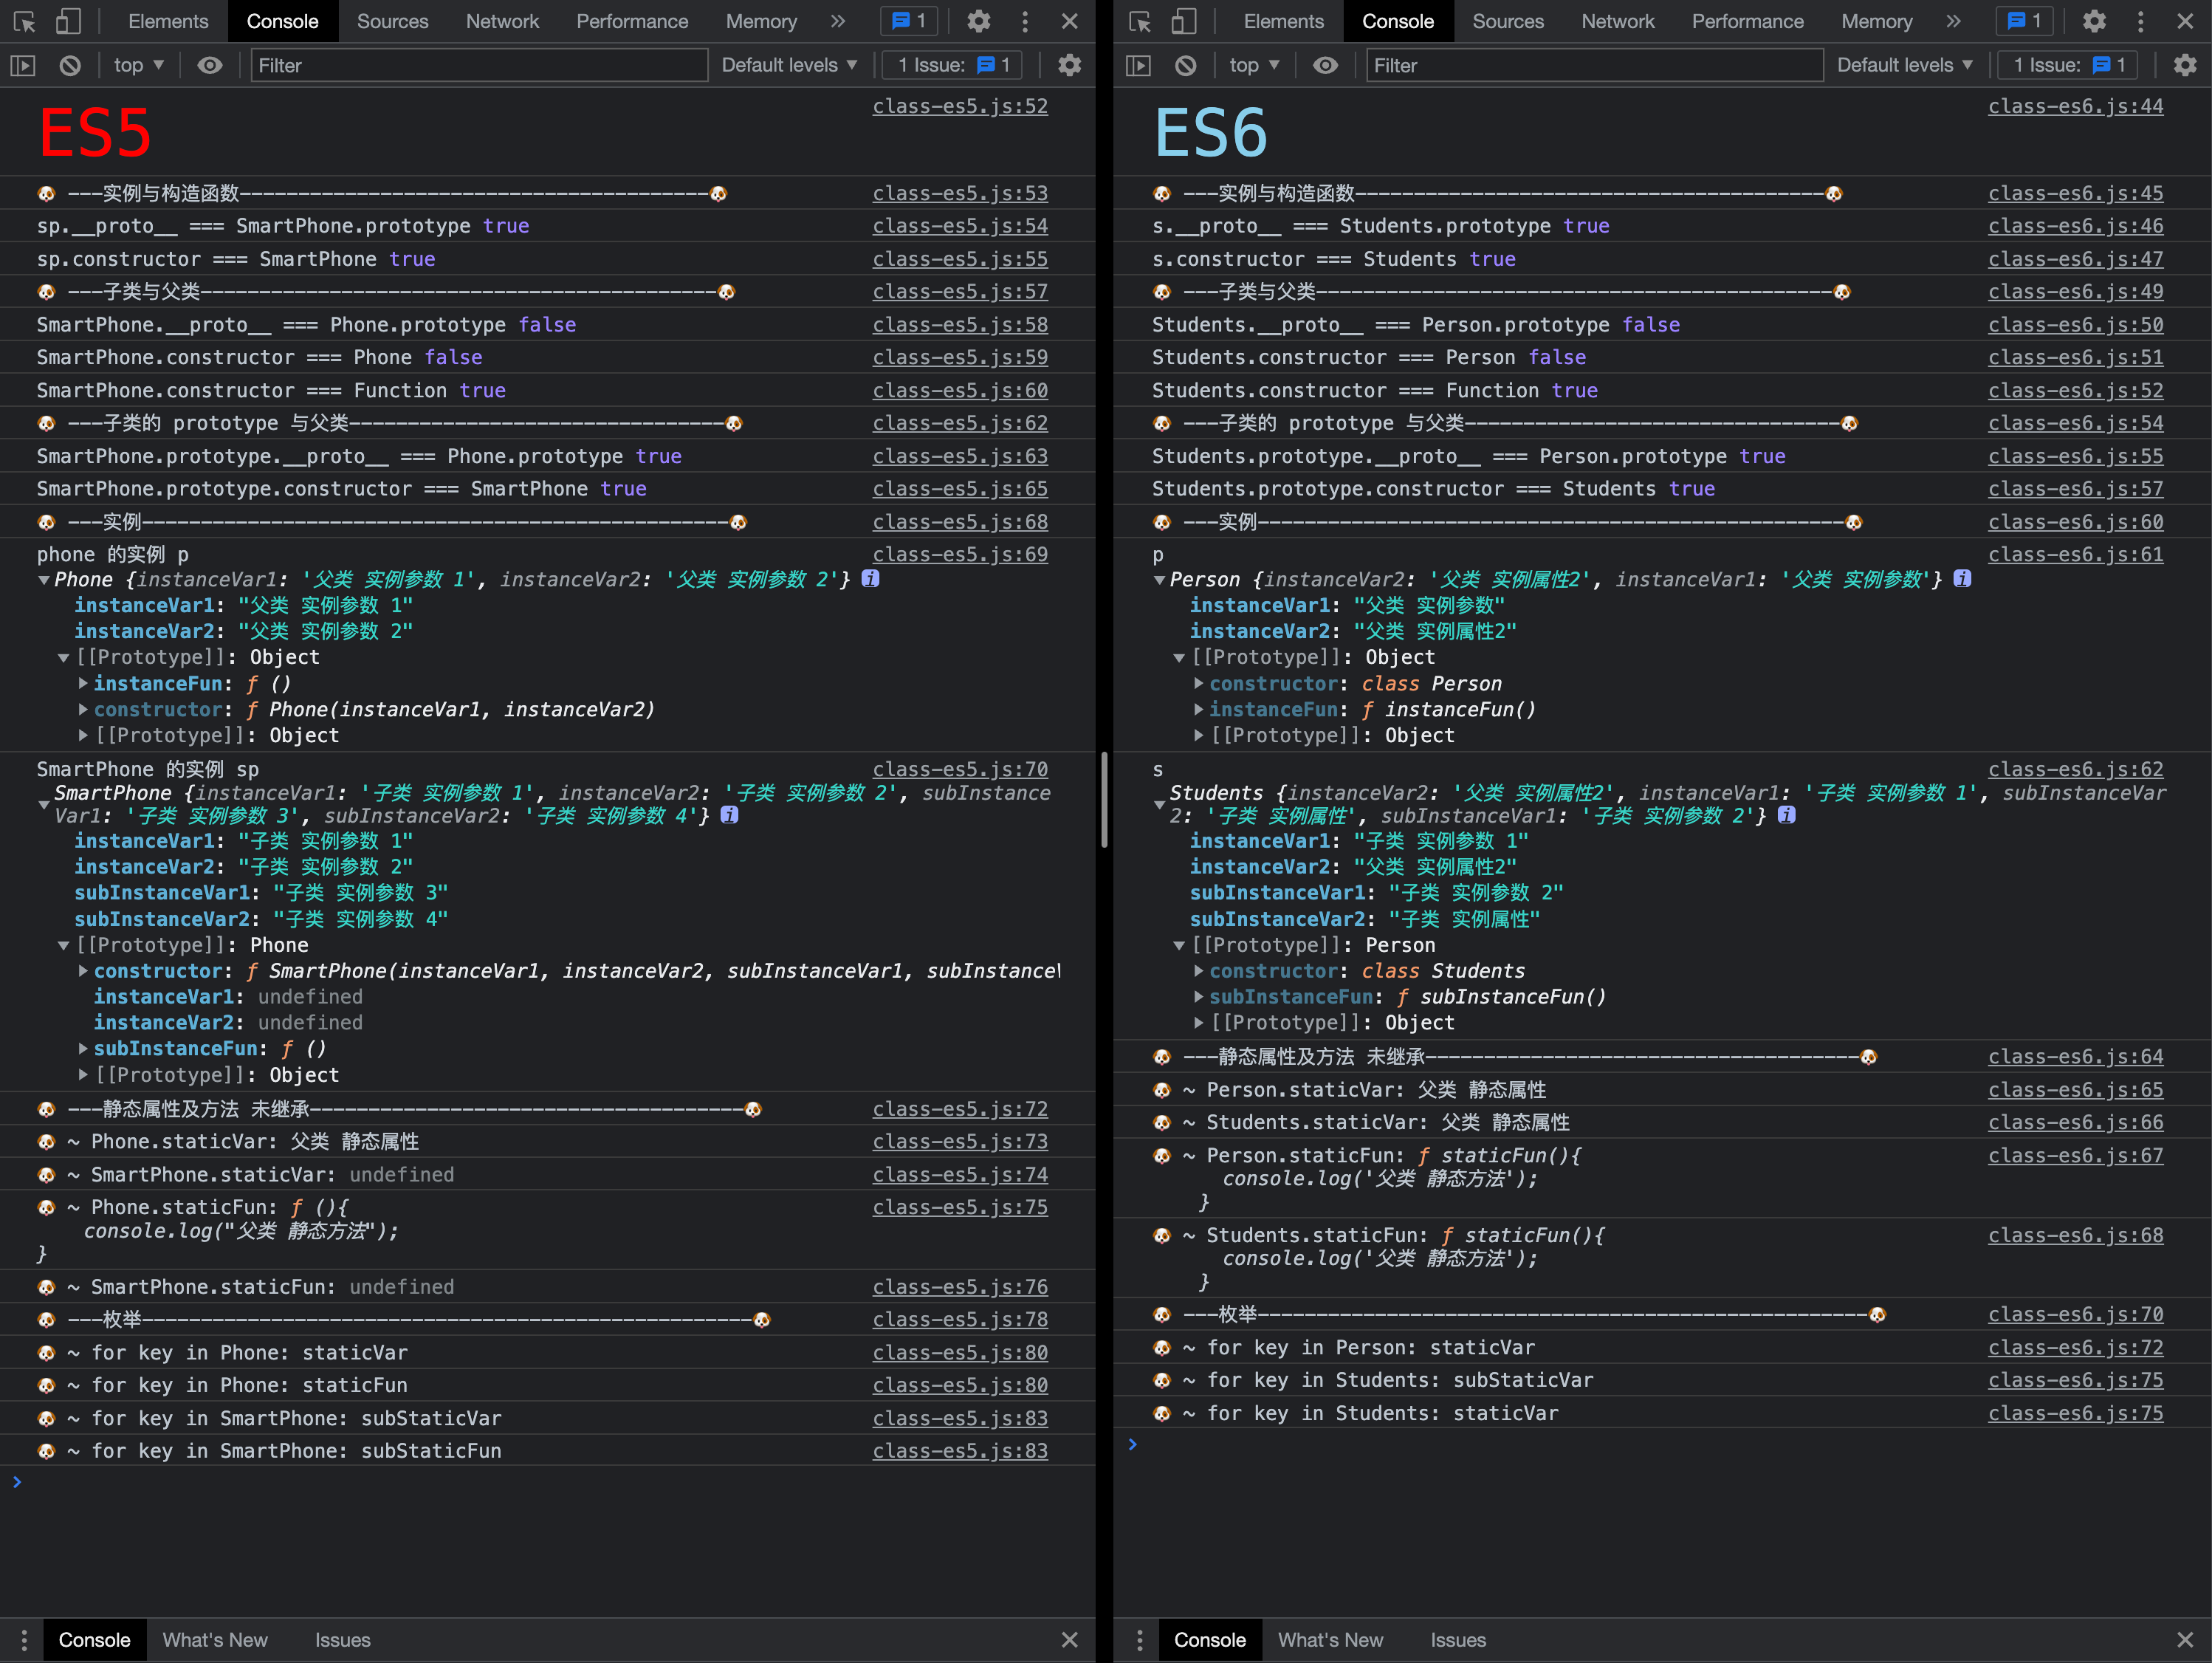 Elements Console Sources Network Performance Memory » 1
top ▼ Filter Default levels ▼ 1 Issue: 1
ES5 class-es5.js:52
🐶 ---实例与构造函数----------------------------------------🐶 class-es5.js:53
sp.__proto__ === SmartPhone.prototype true class-es5.js:54
sp.constructor === SmartPhone true class-es5.js:55
🐶 ---子类与父类--------------------------------------------🐶 class-es5.js:57
SmartPhone.__proto__ === Phone.prototype false class-es5.js:58
SmartPhone.constructor === Phone false class-es5.js:59
SmartPhone.constructor === Function true class-es5.js:60
🐶 ---子类的 prototype 与父类--------------------------------🐶 class-es5.js:62
SmartPhone.prototype.__proto__ === Phone.prototype true class-es5.js:63
SmartPhone.prototype.constructor === SmartPhone true class-es5.js:65
🐶 ---实例--------------------------------------------------🐶 class-es5.js:68
phone 的实例 p class-es5.js:69
▼Phone {instanceVar1: '父类 实例参数 1', instanceVar2: '父类 实例参数 2'} i
instanceVar1: "父类 实例参数 1"
instanceVar2: "父类 实例参数 2"
▼[[Prototype]]: Object
▶instanceFun: ƒ ()
▶constructor: ƒ Phone(instanceVar1, instanceVar2)
▶[[Prototype]]: Object
SmartPhone 的实例 sp class-es5.js:70
▼SmartPhone {instanceVar1: '子类 实例参数 1', instanceVar2: '子类 实例参数 2', subInstance
Var1: '子类 实例参数 3', subInstanceVar2: '子类 实例参数 4'} i
instanceVar1: "子类 实例参数 1"
instanceVar2: "子类 实例参数 2"
subInstanceVar1: "子类 实例参数 3"
subInstanceVar2: "子类 实例参数 4"
▼[[Prototype]]: Phone
▶constructor: ƒ SmartPhone(instanceVar1, instanceVar2, subInstanceVar1, subInstance
instanceVar1: undefined
instanceVar2: undefined
▶subInstanceFun: ƒ ()
▶[[Prototype]]: Object
🐶 ---静态属性及方法 未继承-------------------------------------🐶 class-es5.js:72
🐶 ~ Phone.staticVar: 父类 静态属性 class-es5.js:73
🐶 ~ SmartPhone.staticVar: undefined class-es5.js:74
🐶 ~ Phone.staticFun: ƒ (){ class-es5.js:75
console.log("父类 静态方法");
}
🐶 ~ SmartPhone.staticFun: undefined class-es5.js:76
🐶 ---枚举----------------------------------------------------🐶 class-es5.js:78
🐶 ~ for key in Phone: staticVar class-es5.js:80
🐶 ~ for key in Phone: staticFun class-es5.js:80
🐶 ~ for key in SmartPhone: subStaticVar class-es5.js:83
🐶 ~ for key in SmartPhone: subStaticFun class-es5.js:83
>
Console What's New Issues
Elements Console Sources Network Performance Memory » 1
top ▼ Filter Default levels ▼ 1 Issue: 1
ES6 class-es6.js:44
🐶 ---实例与构造函数----------------------------------------🐶 class-es6.js:45
s.__proto__ === Students.prototype true class-es6.js:46
s.constructor === Students true class-es6.js:47
🐶 ---子类与父类--------------------------------------------🐶 class-es6.js:49
Students.__proto__ === Person.prototype false class-es6.js:50
Students.constructor === Person false class-es6.js:51
Students.constructor === Function true class-es6.js:52
🐶 ---子类的 prototype 与父类--------------------------------🐶 class-es6.js:54
Students.prototype.__proto__ === Person.prototype true class-es6.js:55
Students.prototype.constructor === Students true class-es6.js:57
🐶 ---实例--------------------------------------------------🐶 class-es6.js:60
p class-es6.js:61
▼Person {instanceVar2: '父类 实例属性2', instanceVar1: '父类 实例参数'} i
instanceVar1: "父类 实例参数"
instanceVar2: "父类 实例属性2"
▼[[Prototype]]: Object
▶constructor: class Person
▶instanceFun: ƒ instanceFun()
▶[[Prototype]]: Object
s class-es6.js:62
▼Students {instanceVar2: '父类 实例属性2', instanceVar1: '子类 实例参数 1', subInstanceVar
2: '子类 实例属性', subInstanceVar1: '子类 实例参数 2'} i
instanceVar1: "子类 实例参数 1"
instanceVar2: "父类 实例属性2"
subInstanceVar1: "子类 实例参数 2"
subInstanceVar2: "子类 实例属性"
▼[[Prototype]]: Person
▶constructor: class Students
▶subInstanceFun: ƒ subInstanceFun()
▶[[Prototype]]: Object
🐶 ---静态属性及方法 未继承-------------------------------------🐶 class-es6.js:64
🐶 ~ Person.staticVar: 父类 静态属性 class-es6.js:65
🐶 ~ Students.staticVar: 父类 静态属性 class-es6.js:66
🐶 ~ Person.staticFun: ƒ staticFun(){ class-es6.js:67
console.log('父类 静态方法');
}
🐶 ~ Students.staticFun: ƒ staticFun(){ class-es6.js:68
console.log('父类 静态方法');
}
🐶 ---枚举----------------------------------------------------🐶 class-es6.js:70
🐶 ~ for key in Person: staticVar class-es6.js:72
🐶 ~ for key in Students: subStaticVar class-es6.js:75
🐶 ~ for key in Students: staticVar class-es6.js:75
>
Console What's New Issues